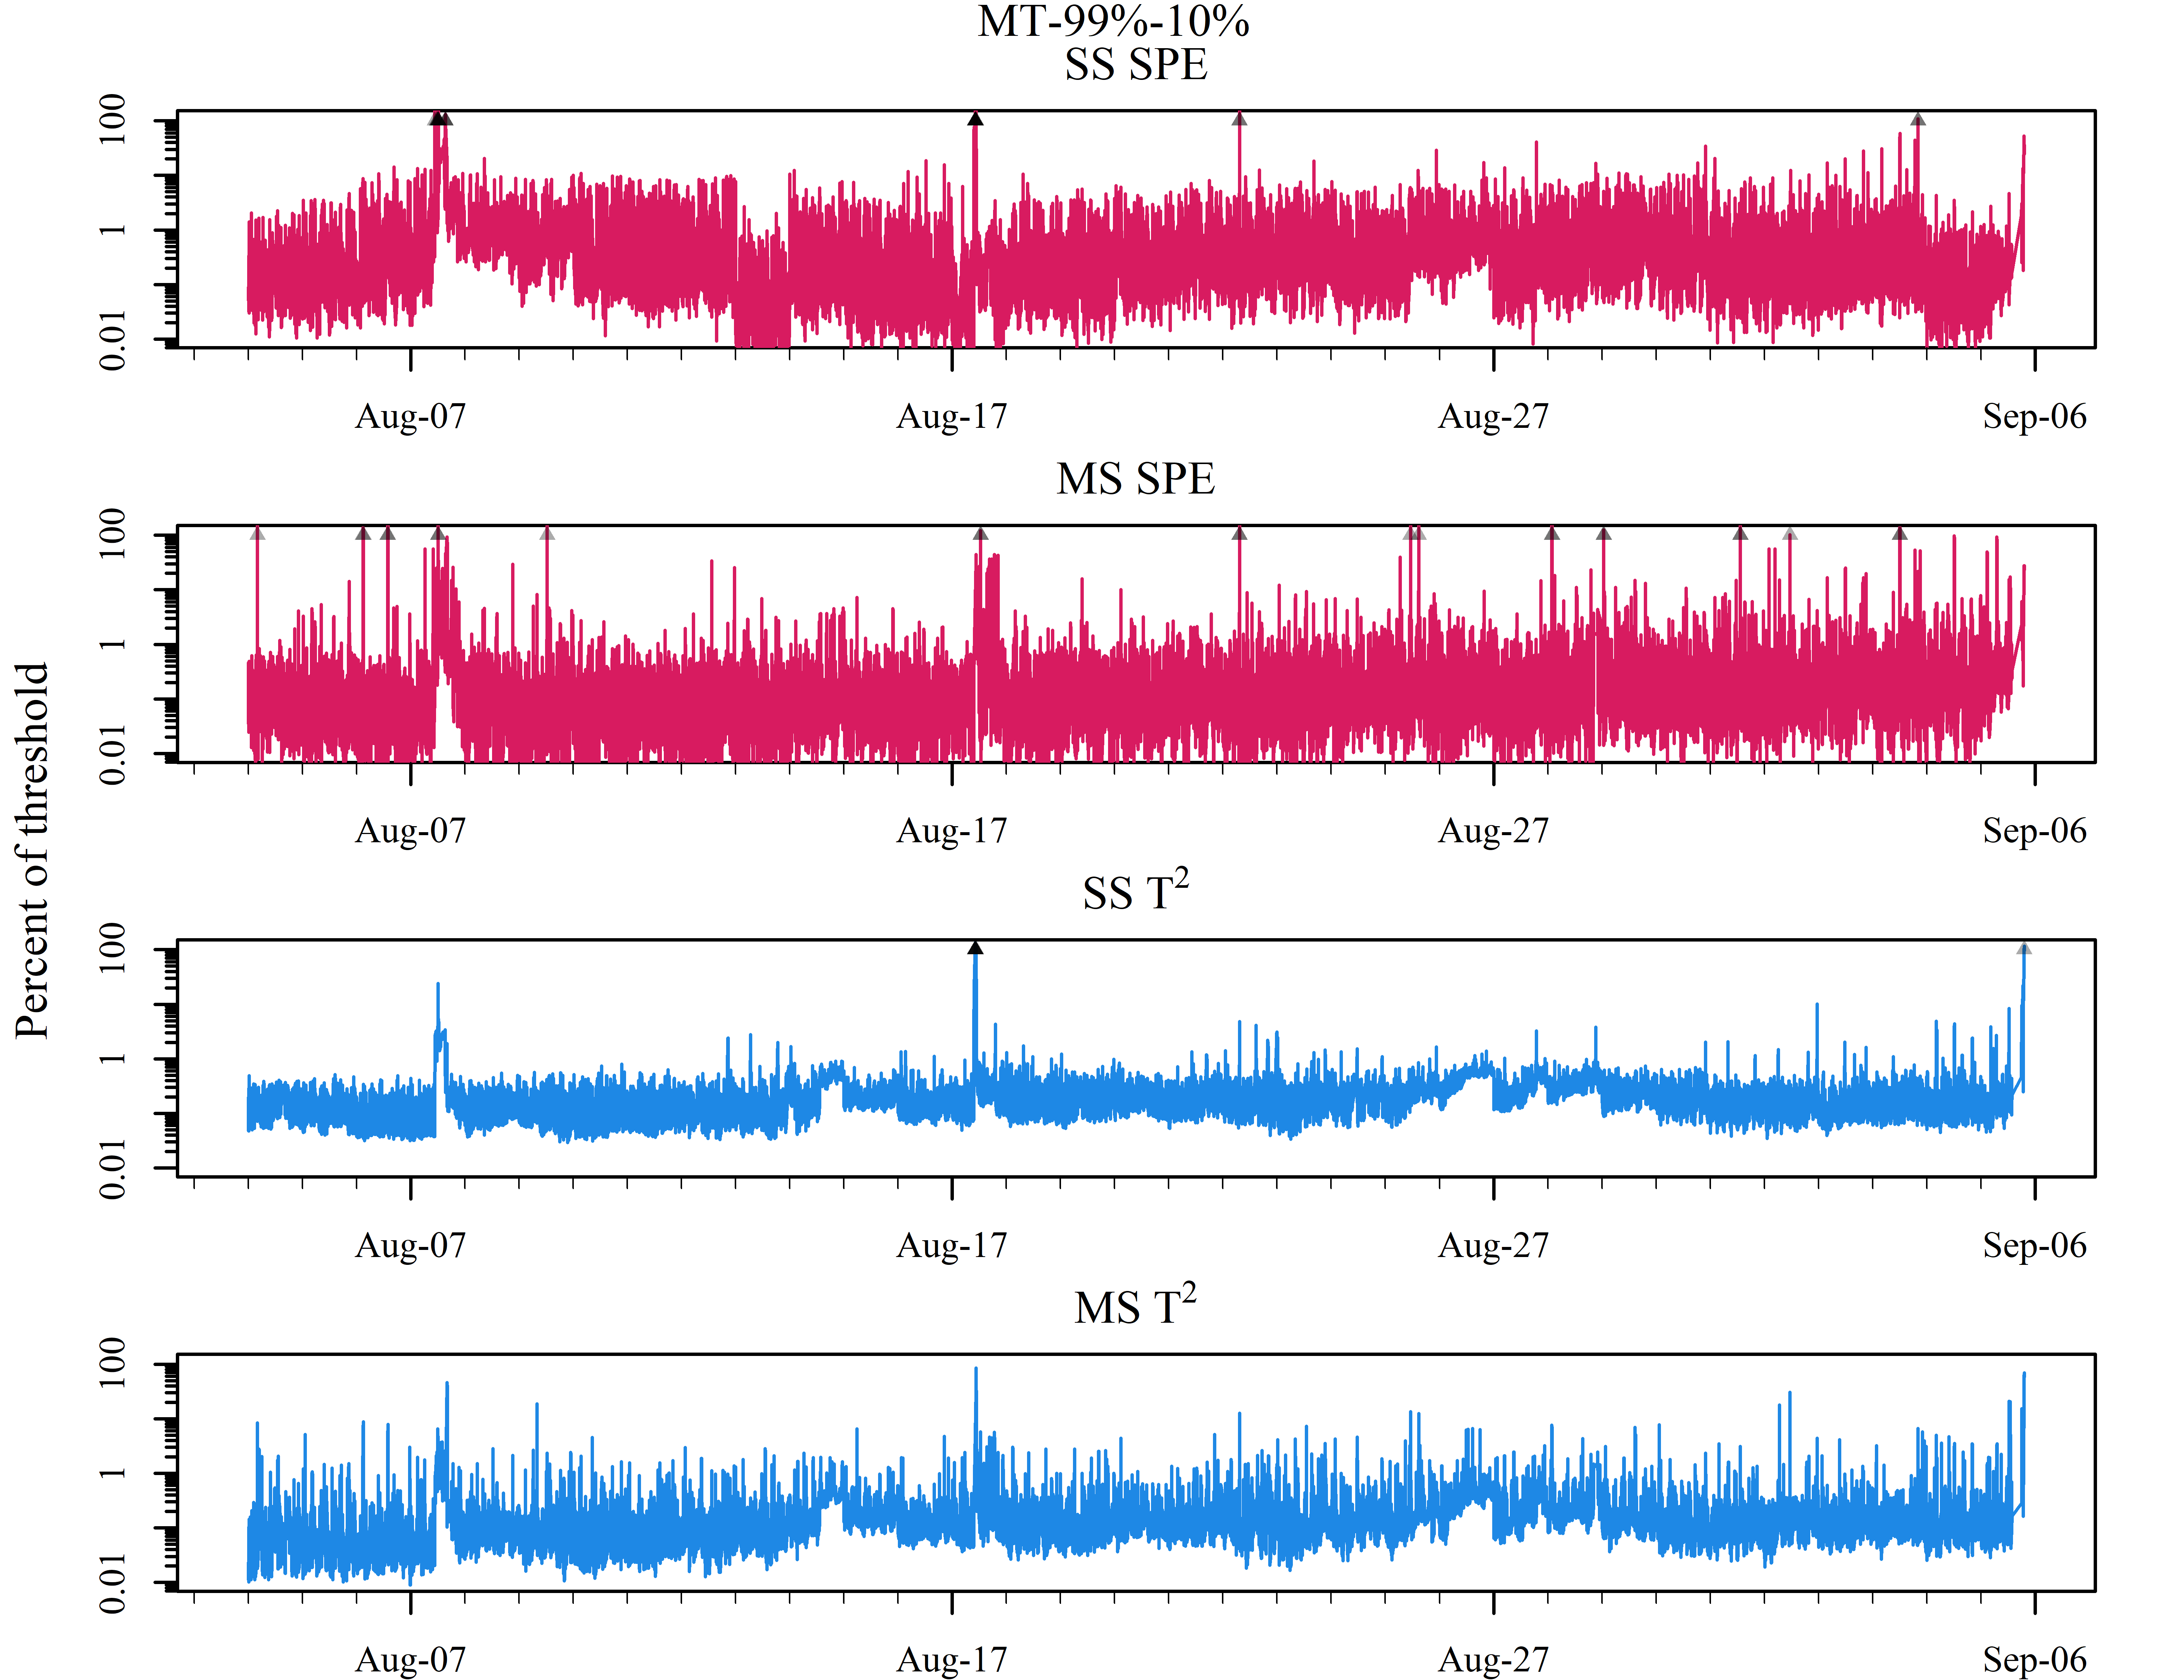 MT-99%-10%
SS SPE
100
1
0.01
Aug-07 Aug-17 Aug-27 Sep-06
MS SPE
100
1
0.01
Aug-07 Aug-17 Aug-27 Sep-06
Percent of threshold
SS T²
100
1
0.01
Aug-07 Aug-17 Aug-27 Sep-06
MS T²
100
1
0.01
Aug-07 Aug-17 Aug-27 Sep-06